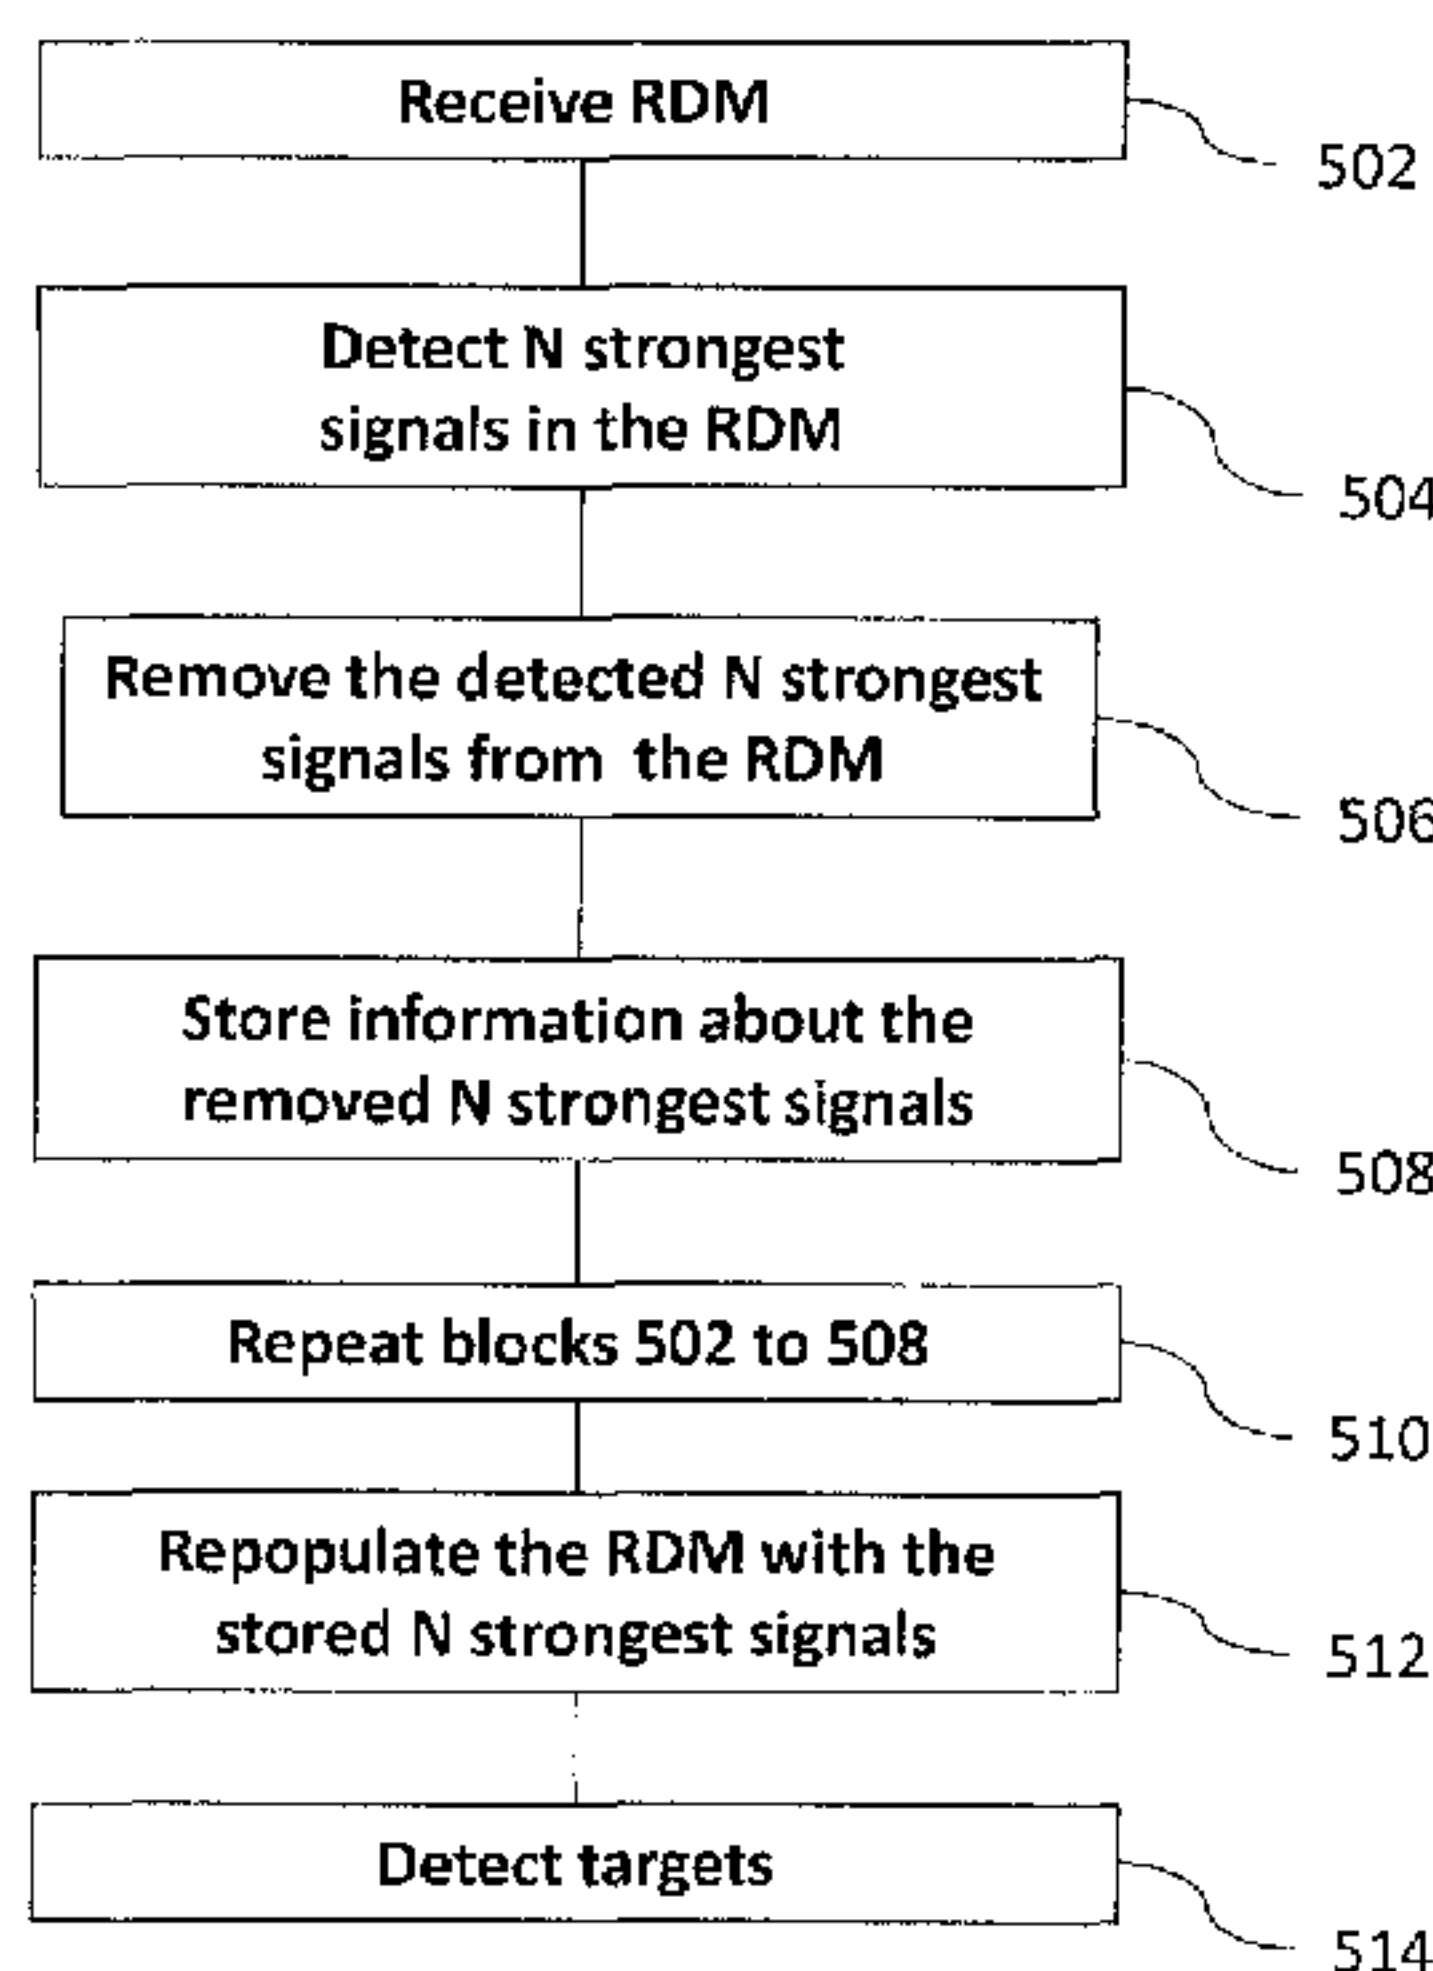 Receive RDM
502
Detect N strongest
signals in the RDM
504
Remove the detected N strongest
signals from the RDM
506
Store information about the
removed N strongest signals
508
Repeat blocks 502 to 508
510
Repopulate the RDM with the
stored N strongest signals
512
Detect targets
514